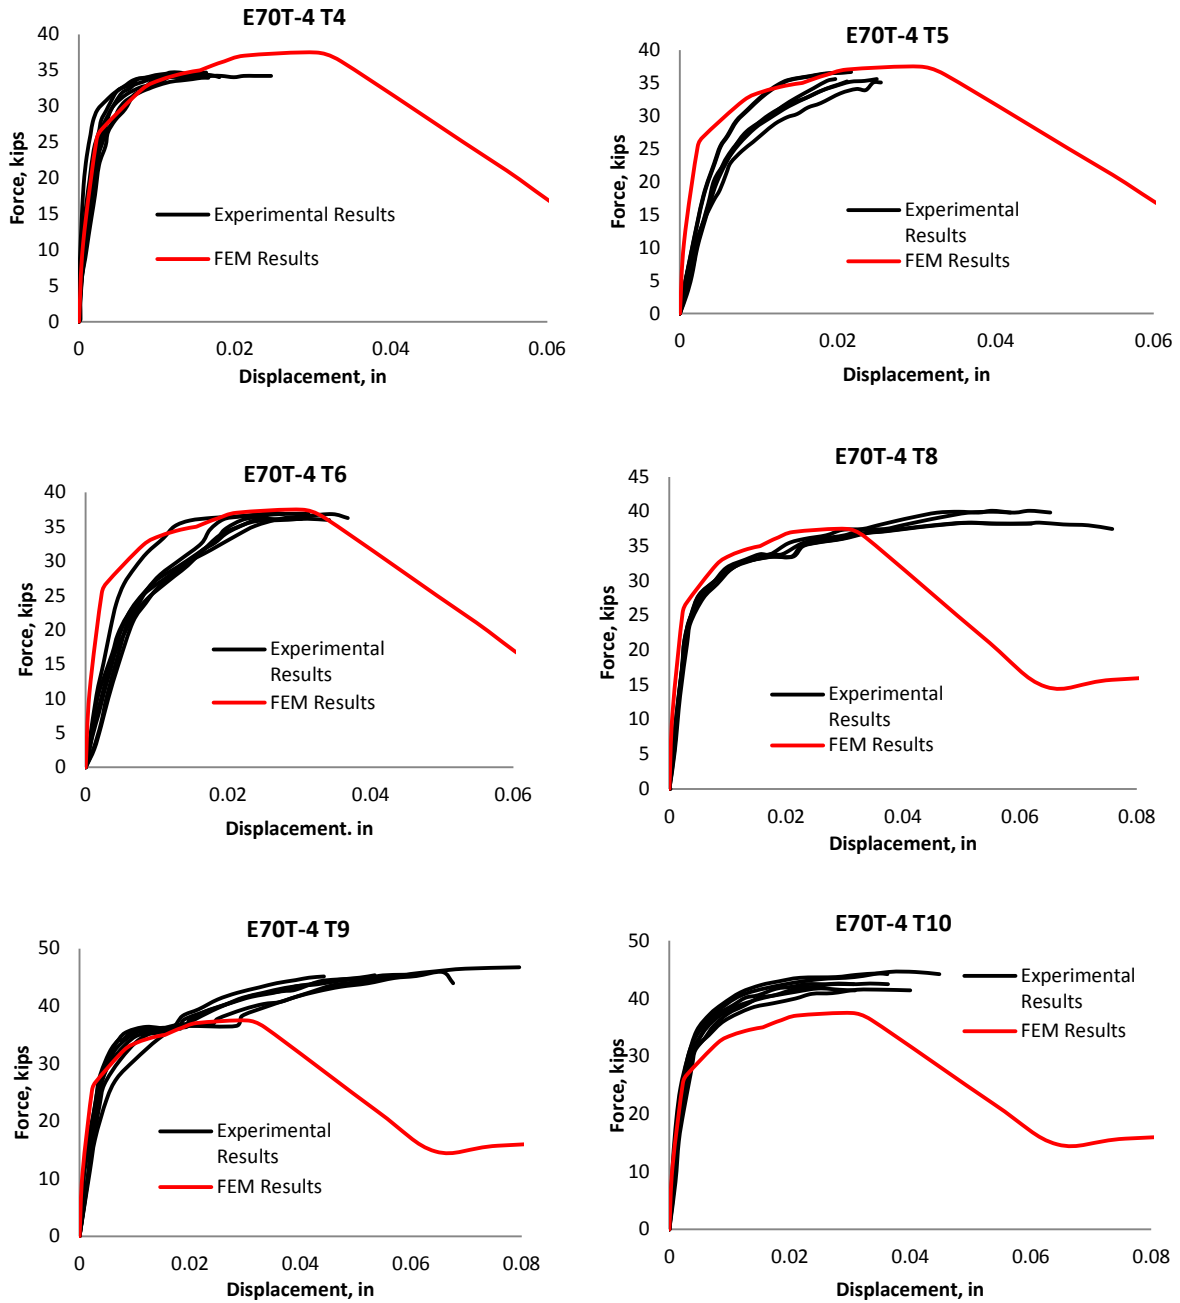 E70T-4 T4
40
35
30
25
20
15
10
5
0
Force, kips
Experimental Results
FEM Results
0 0.02 0.04 0.06
Displacement, in
E70T-4 T5
40
35
30
25
20
15
10
5
0
Force, kips
Experimental
Results
FEM Results
0 0.02 0.04 0.06
Displacement, in
E70T-4 T6
40
35
30
25
20
15
10
5
0
Force, kips
Experimental
Results
FEM Results
0 0.02 0.04 0.06
Displacement. in
E70T-4 T8
45
40
35
30
25
20
15
10
5
0
Force, kips
Experimental
Results
FEM Results
0 0.02 0.04 0.06 0.08
Displacement, in
E70T-4 T9
50
40
30
20
10
0
Force, kips
Experimental
Results
FEM Results
0 0.02 0.04 0.06 0.08
Displacement, in
E70T-4 T10
50
40
30
20
10
0
Force, kips
Experimental
Results
FEM Results
0 0.02 0.04 0.06 0.08
Displacement, in